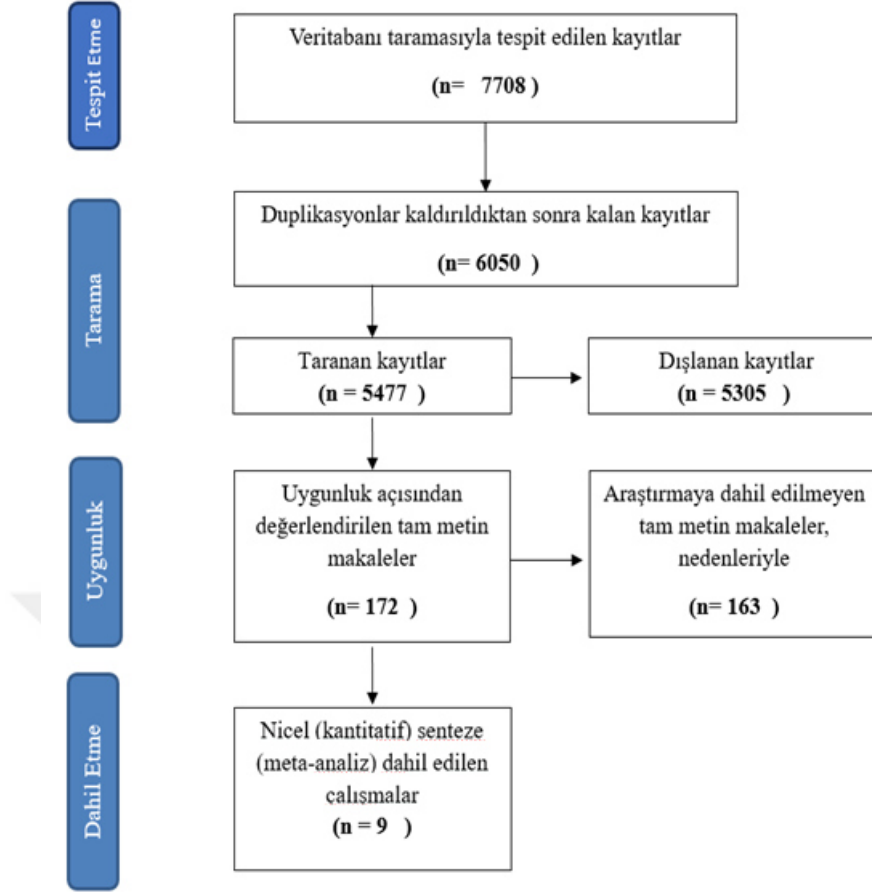 Tespit Etme
Veritabanı taramasıyla tespit edilen kayıtlar
(n= 7708 )
Tarama
Duplikasyonlar kaldırıldıktan sonra kalan kayıtlar
(n= 6050 )
Taranan kayıtlar
(n = 5477 )
Dışlanan kayıtlar
(n = 5305 )
Uygunluk
Uygunluk açısından
değerlendirilen tam metin
makaleler
(n= 172 )
Araştırmaya dahil edilmeyen
tam metin makaleler,
nedenleriyle
(n= 163 )
Dahil Etme
Nicel (kantitatif) senteze
(meta-analiz) dahil edilen
çalışmalar
(n = 9 )